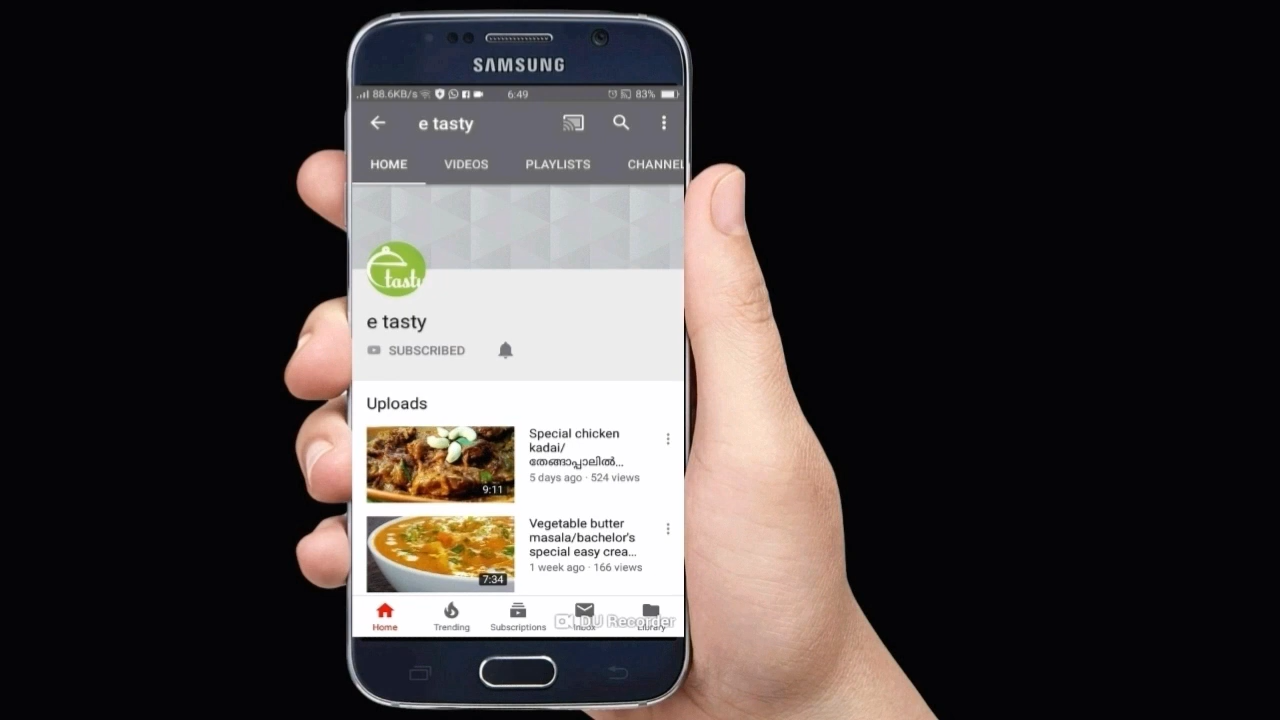 SAMSUNG
88.6KB/s 6:49 83%
e tasty
HOME VIDEOS PLAYLISTS CHANNEL
e tasty
e tasty
SUBSCRIBED
Uploads
Special chicken
kadai/
തേങ്ങാപ്പാലിൽ...
5 days ago · 524 views
9:11
Vegetable butter
masala/bachelor's
special easy crea...
1 week ago · 166 views
7:34
Home Trending Subscriptions Inbox Library
DU Recorder